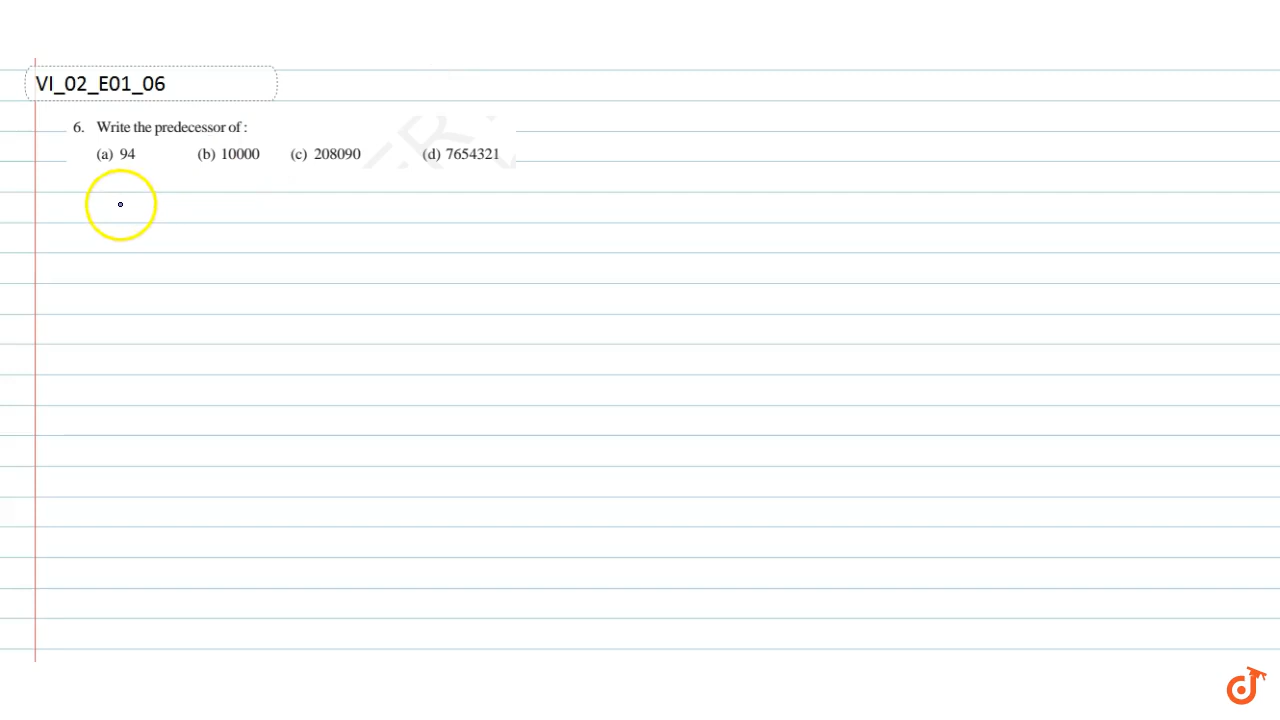 VI_02_E01_06
6. Write the predecessor of :
(a) 94 (b) 10000 (c) 208090 (d) 7654321